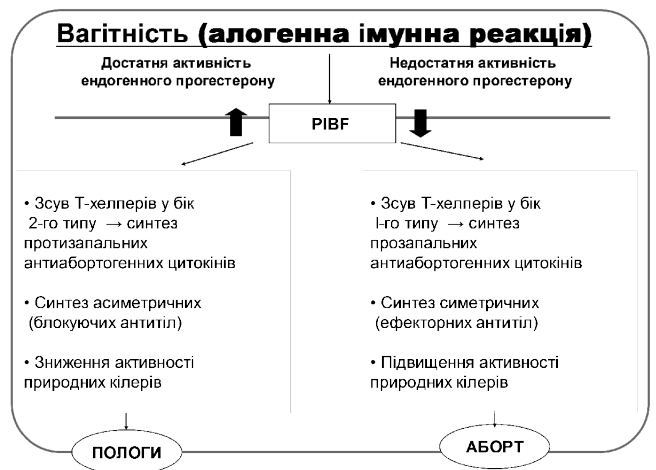 Вагітність (алогенна імунна реакція)
Достатня активність
ендогенного прогестерону
Недостатня активність
ендогенного прогестерону
PIBF
• Зсув Т-хелперів у бік
2-го типу → синтез
протизапальних
антиабортогенних цитокінів
• Синтез асиметричних
(блокуючих антитіл)
• Зниження активності
природних кілерів
• Зсув Т-хелперів у бік
І-го типу → синтез
прозапальних
антиабортогенних цитокінів
• Синтез симетричних
(ефекторних антитіл)
• Підвищення активності
природних кілерів
ПОЛОГИ
АБОРТ